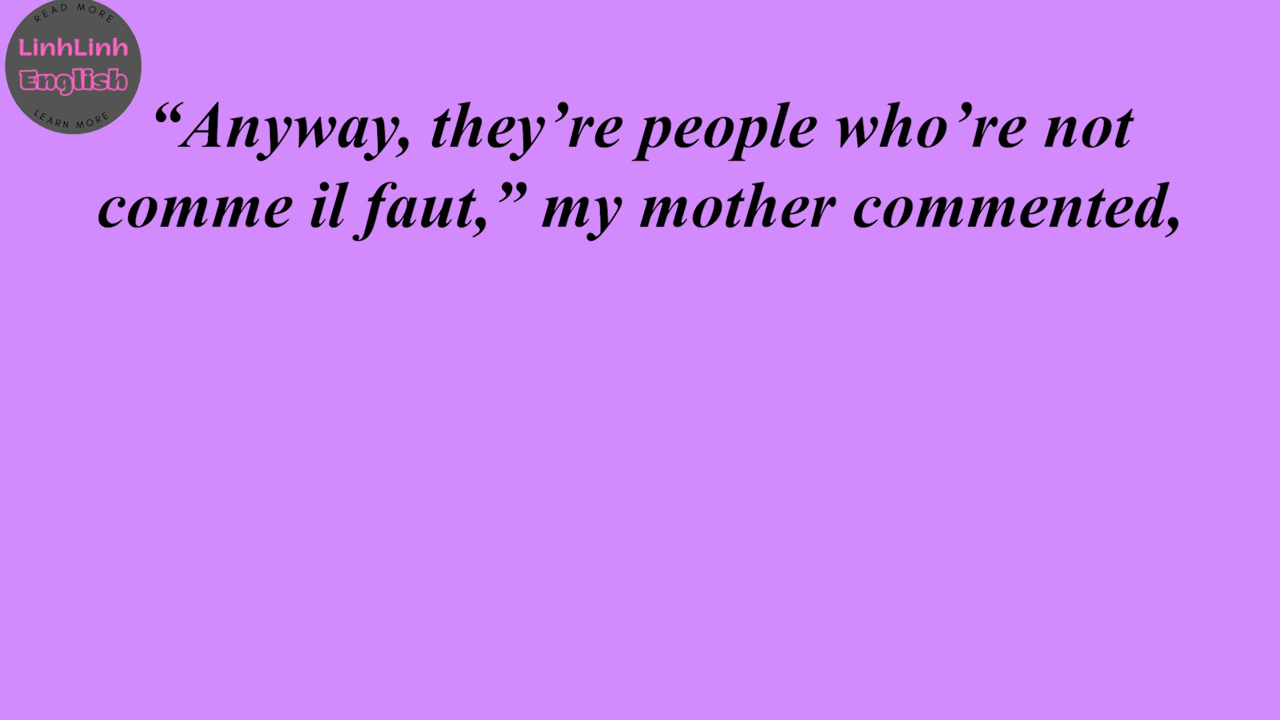 READ MORE
LinhLinh
English
LEARN MORE
“Anyway, they’re people who’re not
comme il faut,” my mother commented,